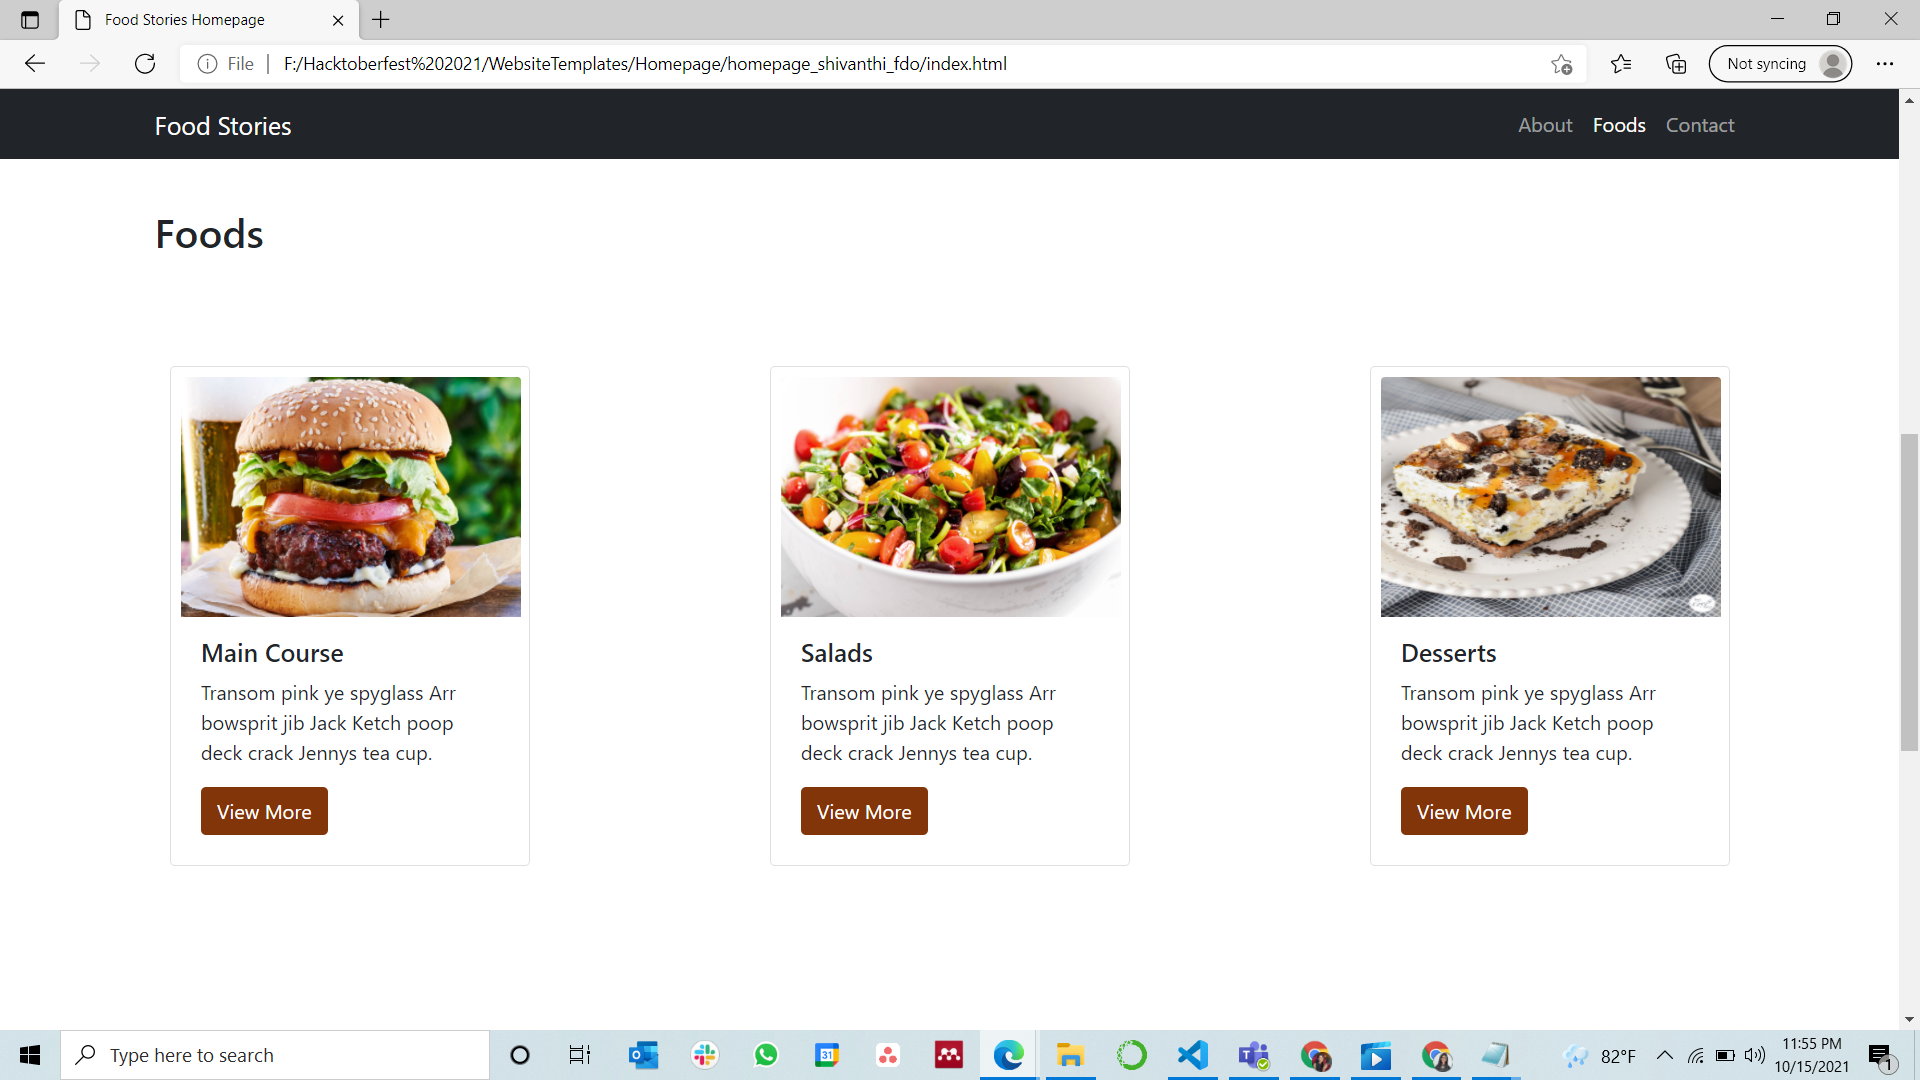 Food Stories Homepage
File
F:/Hacktoberfest%202021/WebsiteTemplates/Homepage/homepage_shivanthi_fdo/index.html
Not syncing
Food Stories
About Foods Contact
Foods
Main Course
Transom pink ye spyglass Arr
bowsprit jib Jack Ketch poop
deck crack Jennys tea cup.
View More
Salads
Transom pink ye spyglass Arr
bowsprit jib Jack Ketch poop
deck crack Jennys tea cup.
View More
Desserts
Transom pink ye spyglass Arr
bowsprit jib Jack Ketch poop
deck crack Jennys tea cup.
View More
Type here to search
31
82°F
11:55 PM
10/15/2021
1